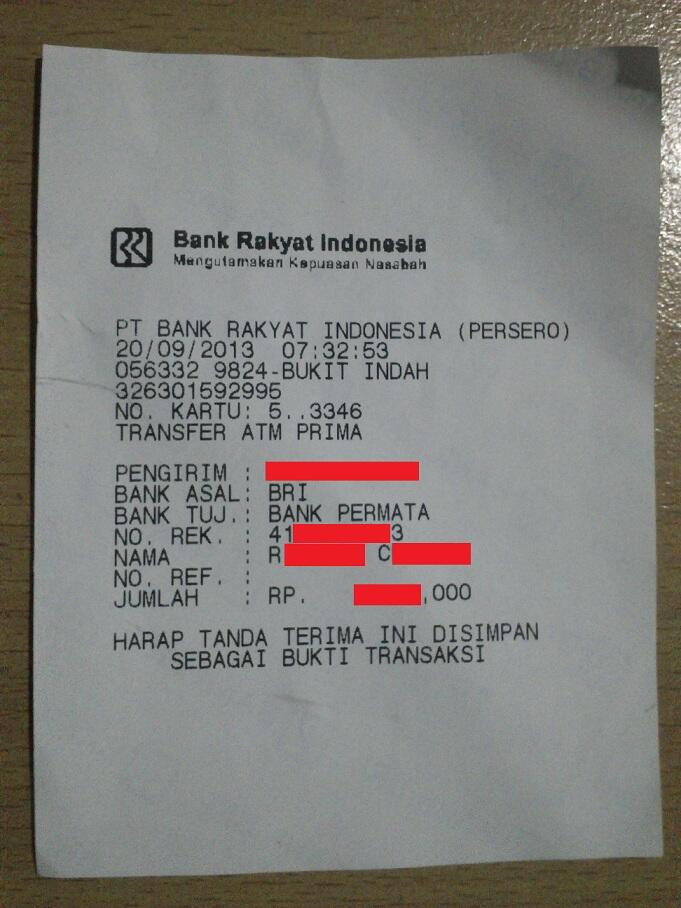 Bank Rakyat Indonesia
Mengutamakan Kepuasan Nasabah
PT BANK RAKYAT INDONESIA (PERSERO)
20/09/2013 07:32:53
056332 9824-BUKIT INDAH
326301592995
NO. KARTU: 5..3346
TRANSFER ATM PRIMA
PENGIRIM :
BANK ASAL: BRI
BANK TUJ.: BANK PERMATA
NO. REK. : 41 3
NAMA : R C
NO. REF. :
JUMLAH : RP. ,000
HARAP TANDA TERIMA INI DISIMPAN
SEBAGAI BUKTI TRANSAKSI